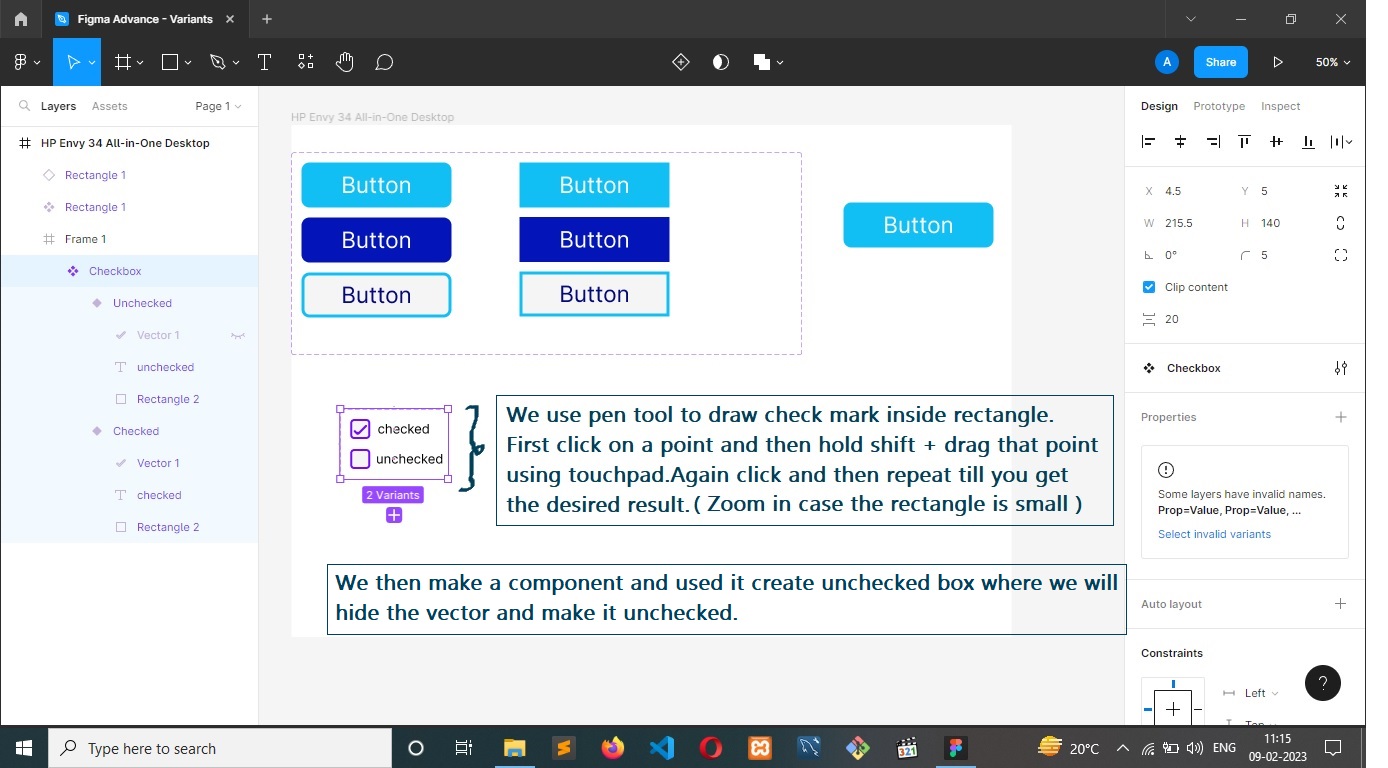 Figma Advance - Variants
A
Share
50%
Layers
Assets
Page 1
HP Envy 34 All-in-One Desktop
Rectangle 1
Rectangle 1
Frame 1
Checkbox
Unchecked
Vector 1
unchecked
Rectangle 2
Checked
Vector 1
checked
Rectangle 2
HP Envy 34 All-in-One Desktop
Button
Button
Button
Button
Button
Button
Button
checked
unchecked
2 Variants
We use pen tool to draw check mark inside rectangle.
First click on a point and then hold shift + drag that point
using touchpad.Again click and then repeat till you get
the desired result. ( Zoom in case the rectangle is small )
We then make a component and used it create unchecked box where we will
hide the vector and make it unchecked.
Design
Prototype
Inspect
X 4.5
Y 5
W 215.5
H 140
0°
5
Clip content
20
Checkbox
Properties
Some layers have invalid names.
Prop=Value, Prop=Value, ...
Select invalid variants
Auto layout
Constraints
Left
Top
?
Type here to search
321
20°C
ENG
11:15
09-02-2023